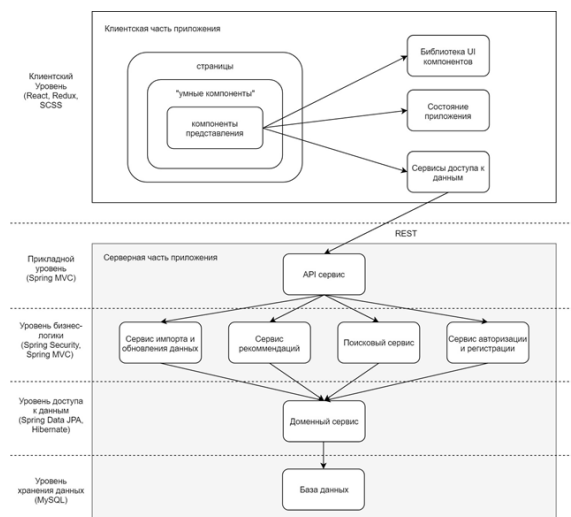 Клиентская часть приложения
Клиентский
Уровень
(React, Redux,
SCSS)
страницы
"умные компоненты"
компоненты
представления
Библиотека UI
компонентов
Состояние
приложения
Сервисы доступа к
данным
REST
Прикладной
уровень
(Spring MVC)
Серверная часть приложения
API сервис
Уровень бизнес-
логики
(Spring Security,
Spring MVC)
Сервис импорта и
обновления данных
Сервис
рекоммендаций
Поисковый сервис
Сервис авторизации
и регистрации
Уровень доступа
к данным
(Spring Data JPA,
Hibernate)
Доменный сервис
Уровень
хранения данных
(MySQL)
База данных